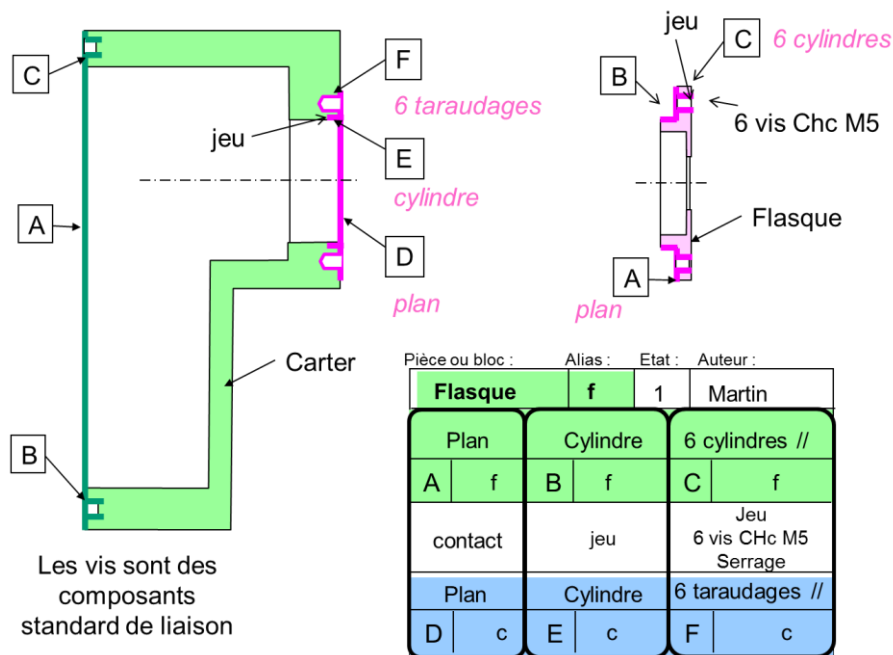 C
F
6 taraudages
jeu
E
cylindre
A
D
plan
Carter
B
Les vis sont des
composants
standard de liaison
jeu
C 6 cylindres
B
6 vis Chc M5
Flasque
A
plan
Pièce ou bloc : Alias : Etat : Auteur :
Flasque f 1 Martin
Plan Cylindre 6 cylindres //
A f B f C f
contact jeu Jeu
6 vis CHc M5
Serrage
Plan Cylindre 6 taraudages //
D c E c F c